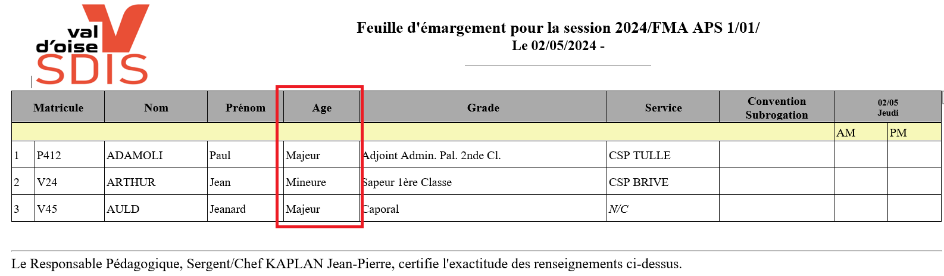 val
d'oise
SDIS
Feuille d'émargement pour la session 2024/FMA APS 1/01/
Le 02/05/2024 -
Matricule Nom Prénom Age Grade Service Convention Subrogation 02/05 Jeudi
AM PM
1 P412 ADAMOLI Paul Majeur Adjoint Admin. Pal. 2nde Cl. CSP TULLE
2 V24 ARTHUR Jean Mineure Sapeur 1ère Classe CSP BRIVE
3 V45 AULD Jeanard Majeur Caporal N/C
Le Responsable Pédagogique, Sergent/Chef KAPLAN Jean-Pierre, certifie l'exactitude des renseignements ci-dessus.